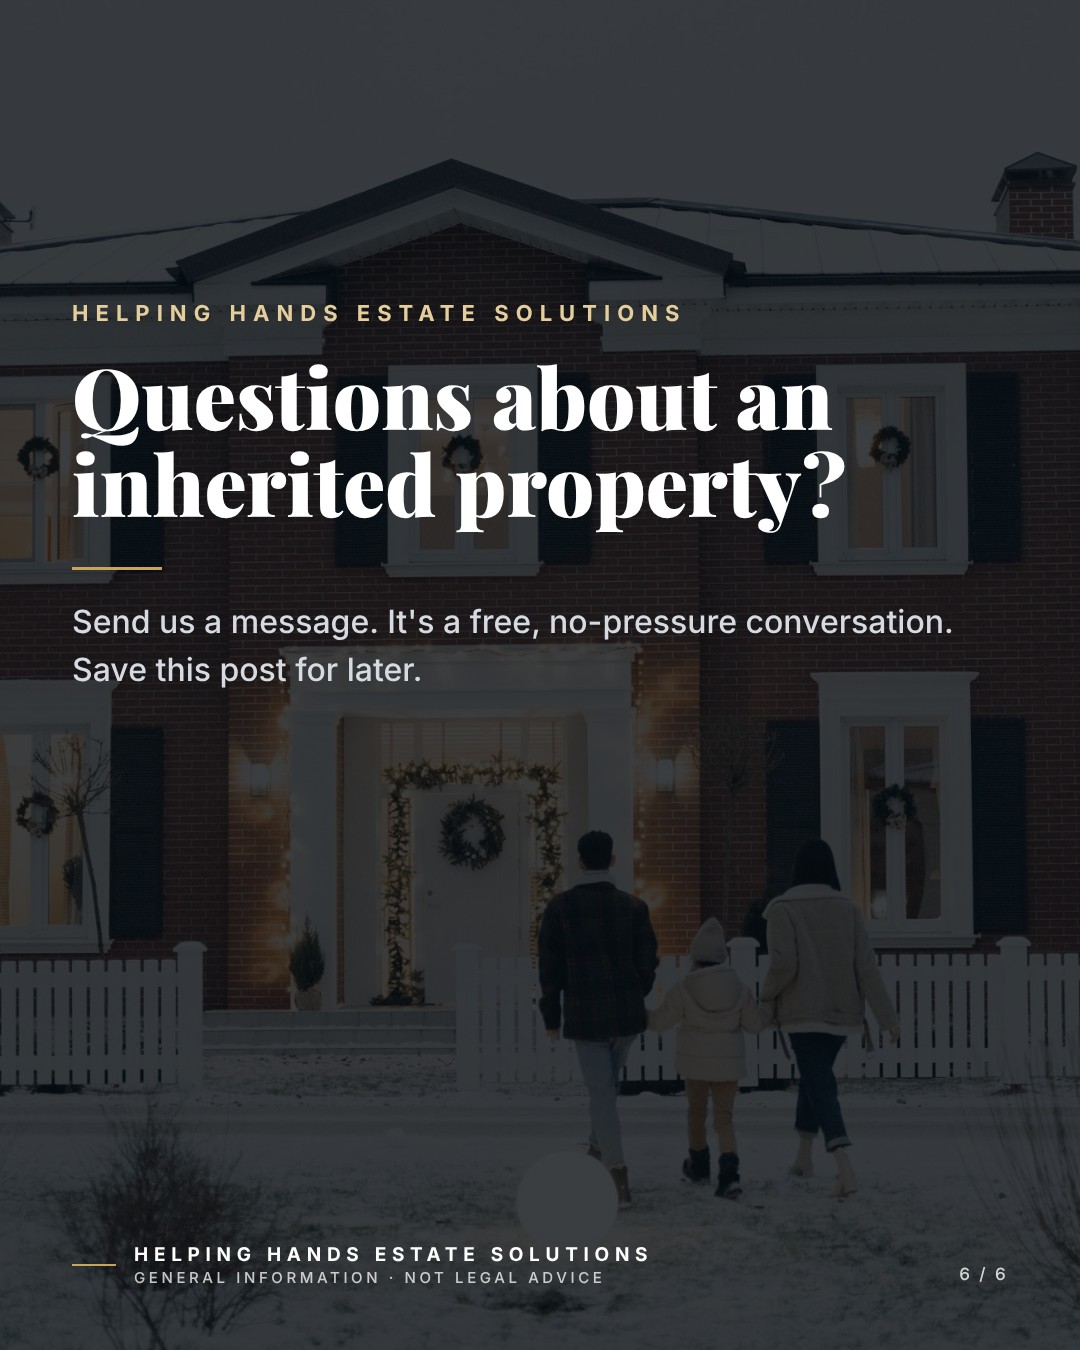 HELPING HANDS ESTATE SOLUTIONS
Questions about an
inherited property?
Send us a message. It's a free, no-pressure conversation.
Save this post for later.
HELPING HANDS ESTATE SOLUTIONS
GENERAL INFORMATION · NOT LEGAL ADVICE
6 / 6